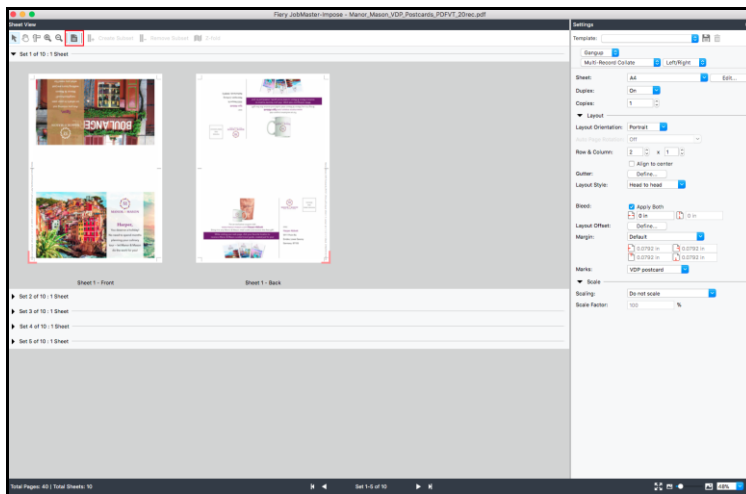 Fiery JobMaster-Impose - Manor_Mason_VDP_Postcards_PDFVT_20rec.pdf
Sheet View
Settings
Create Subset
Remove Subset
Template:
Set 1 of 10 : 1 Sheet
Gangup
Multi-Record Collate
Left/Right
Sheet:
A4
Edit...
Duplex:
On
Copies:
1
Layout
Layout Orientation:
Portrait
Off
Row & Column:
2 x 1
Align to center
Gutter:
Define...
Layout Style:
Head to head
Bleed:
Apply Both
0 in
0 in
Layout Offset:
Define...
Margin:
Default
0.0792 in
0.0792 in
0.0792 in
0.0792 in
Marks:
VDP postcard
Scale
Scaling:
Do not scale
Scale Factor:
100
%
BOULANGE
Sheet 1 - Front
Sheet 1 - Back
Set 2 of 10 : 1 Sheet
Set 3 of 10 : 1 Sheet
Set 4 of 10 : 1 Sheet
Set 5 of 10 : 1 Sheet
Total Pages: 40 | Total Sheets: 10
Set 1-5 of 10
48%